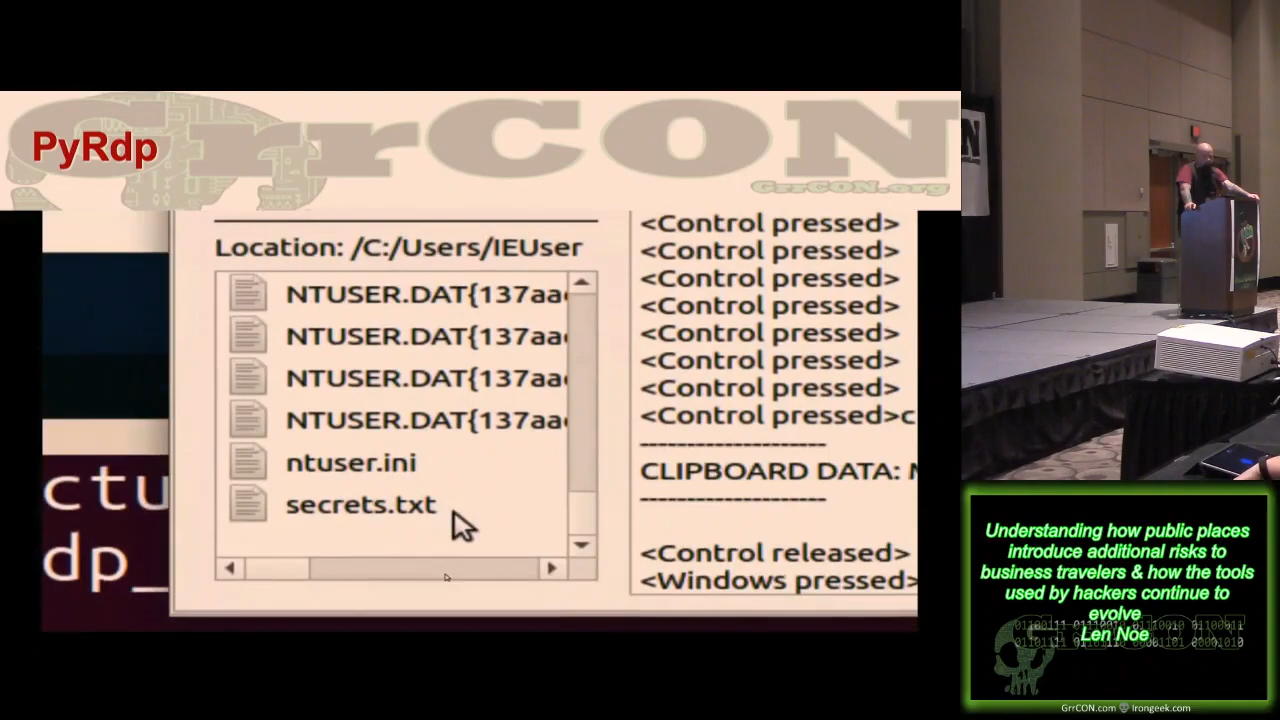 GrrCON
PyRdp
GrrCON.org
Location: /C:/Users/IEUser
NTUSER.DAT{137aa
NTUSER.DAT{137aa
NTUSER.DAT{137aa
NTUSER.DAT{137aa
ntuser.ini
secrets.txt
<Control pressed>
<Control pressed>
<Control pressed>
<Control pressed>
<Control pressed>
<Control pressed>
<Control pressed>
<Control pressed>c
--------------------
CLIPBOARD DATA:
--------------------
<Control released>
<Windows pressed>
ctu
dp_
N
Understanding how public places
introduce additional risks to
business travelers & how the tools
used by hackers continue to
evolve
Len Noe
GrrCON
GrrCON.com Irongeek.com